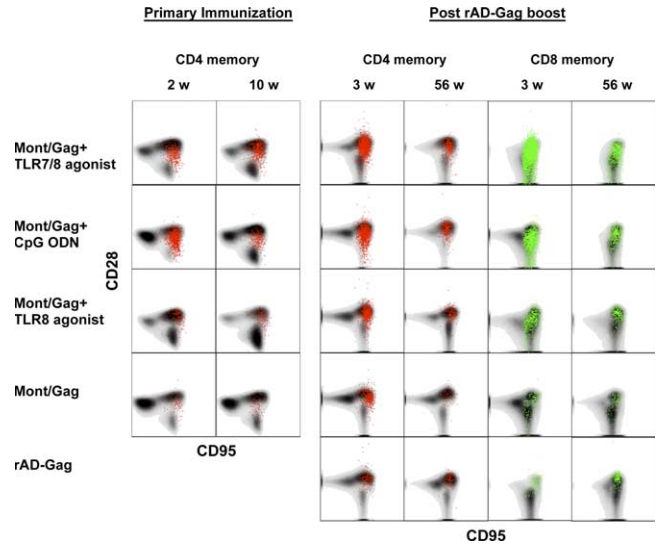 Primary Immunization
Post rAD-Gag boost
CD4 memory
CD4 memory
CD8 memory
2 w
10 w
3 w
56 w
3 w
56 w
Mont/Gag+
TLR7/8 agonist
Mont/Gag+
CpG ODN
CD28
Mont/Gag+
TLR8 agonist
Mont/Gag
CD95
rAD-Gag
CD95